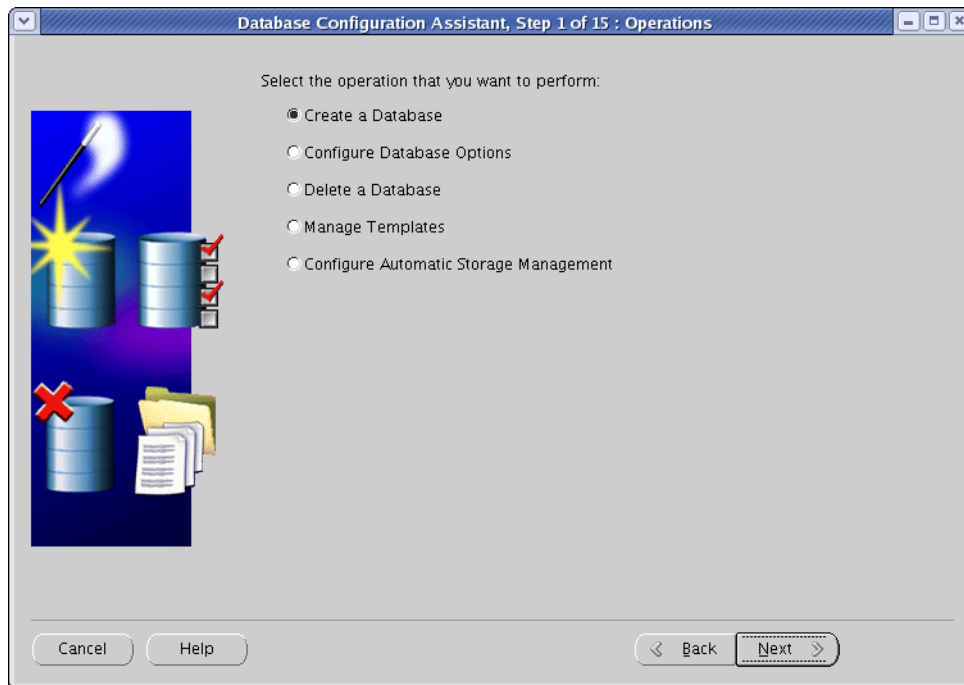 Database Configuration Assistant, Step 1 of 15 : Operations
Select the operation that you want to perform:
Create a Database
Configure Database Options
Delete a Database
Manage Templates
Configure Automatic Storage Management
Cancel
Help
Back
Next